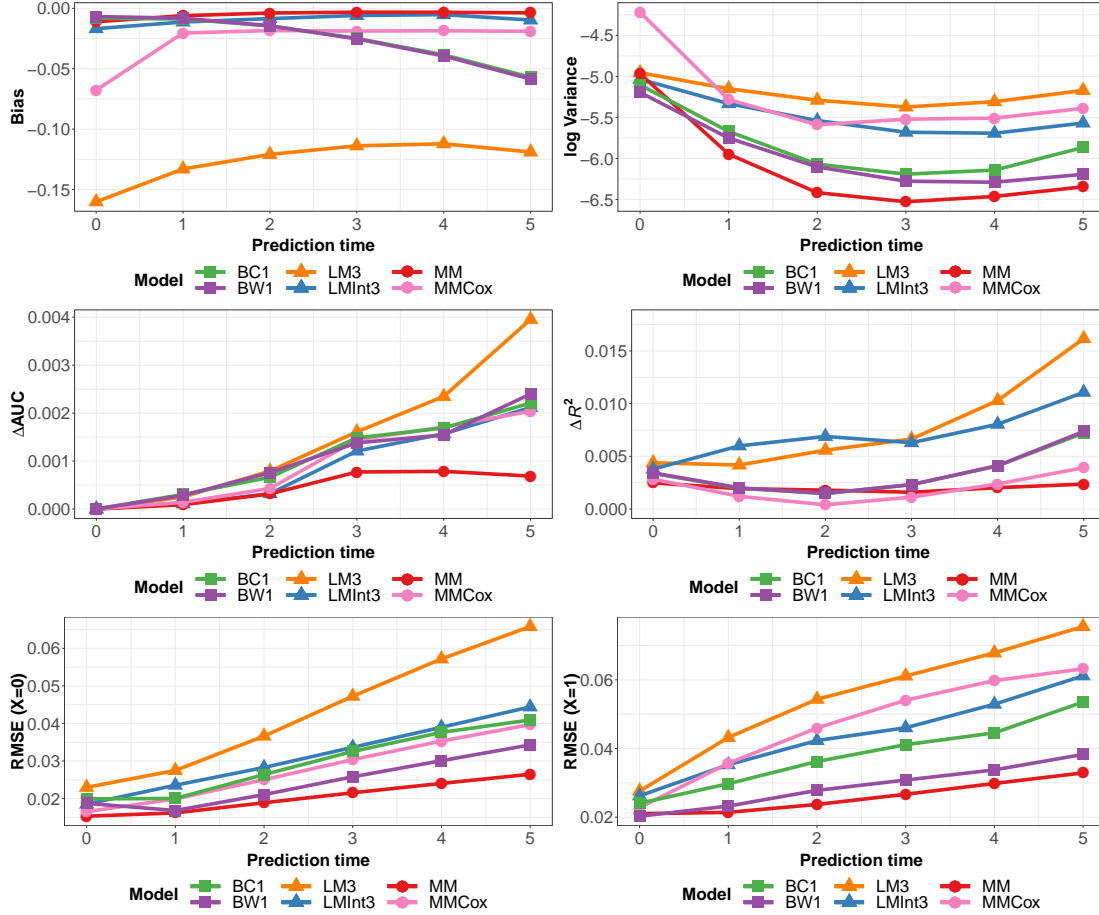 0.00
−0.05
−0.10
−0.15
Bias
0 1 2 3 4 5
Prediction time
Model BC1 LM3 MM
BW1 LMInt3 MMCox
−4.5
−5.0
−5.5
−6.0
−6.5
log Variance
0 1 2 3 4 5
Prediction time
Model BC1 LM3 MM
BW1 LMInt3 MMCox
0.004
0.003
0.002
0.001
0.000
ΔAUC
0 1 2 3 4 5
Prediction time
Model BC1 LM3 MM
BW1 LMInt3 MMCox
0.015
0.010
0.005
0.000
ΔR²
0 1 2 3 4 5
Prediction time
Model BC1 LM3 MM
BW1 LMInt3 MMCox
0.06
0.05
0.04
0.03
0.02
RMSE (X=0)
0 1 2 3 4 5
Prediction time
Model BC1 LM3 MM
BW1 LMInt3 MMCox
0.06
0.04
0.02
RMSE (X=1)
0 1 2 3 4 5
Prediction time
Model BC1 LM3 MM
BW1 LMInt3 MMCox